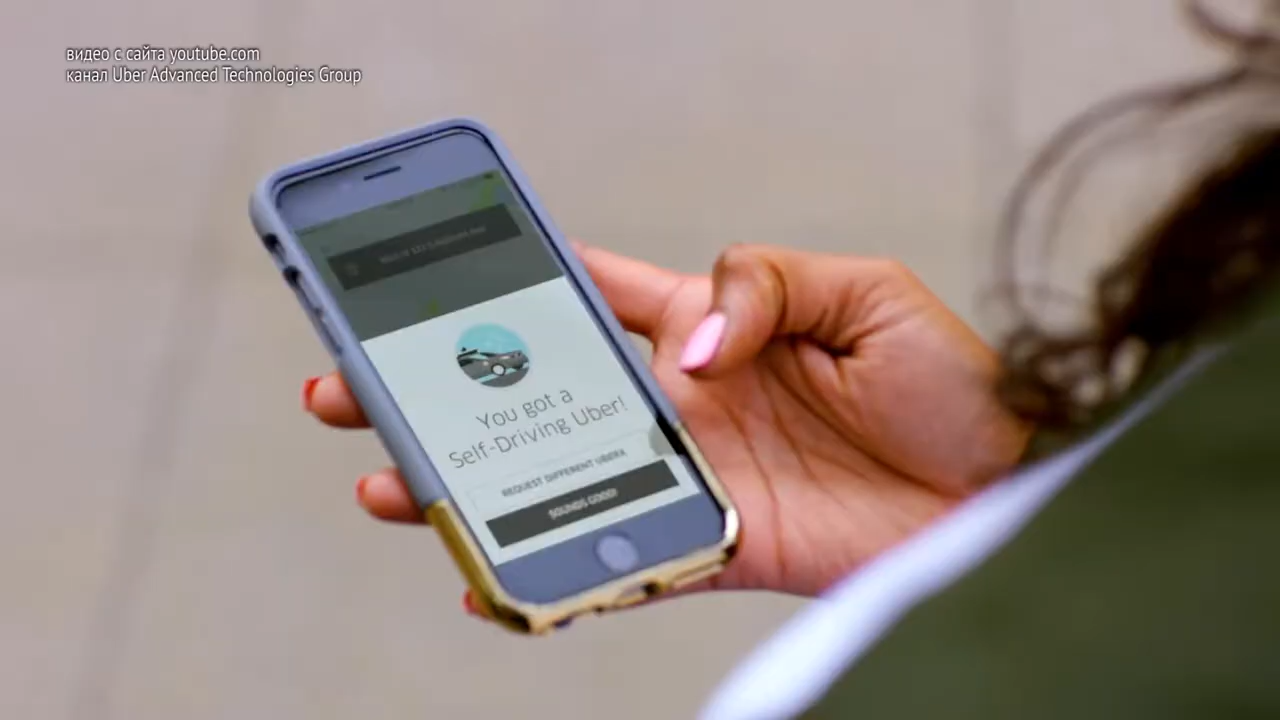 видео с сайта youtube.com
канал Uber Advanced Technologies Group
You got a
Self-Driving Uber!
REQUEST DIFFERENT UBERX
SOUNDS GOOD!